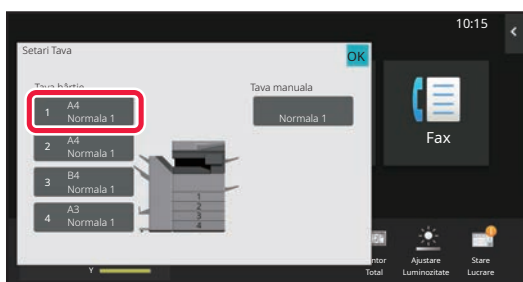 10:15
Setari Tava
OK
Tava hârtie
Tava manuala
1 A4
Normala 1
Normala 1
2 A4
Normala 1
Fax
3 B4
Normala 1
4 A3
Normala 1
1
2
3
4
Total
Ajustare
Luminozitate
Stare
Lucrare
Y